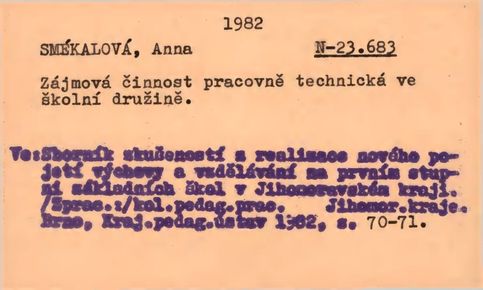 1982
SMÉKALOVÁ, Anna N-23.683
Zájmová činnost pracovně technická ve
školní družině.
Ve:Sborník zkušeností z realizace nového po-
jetí výchovy a vzdělávání na prvním stup-
ni základních škol v Jihomoravském kraji.
/Zprac.:/kol.pedag.prac. Jihomor.kraje.
Brno, Kraj.pedag.ústav 1982, s. 70-71.